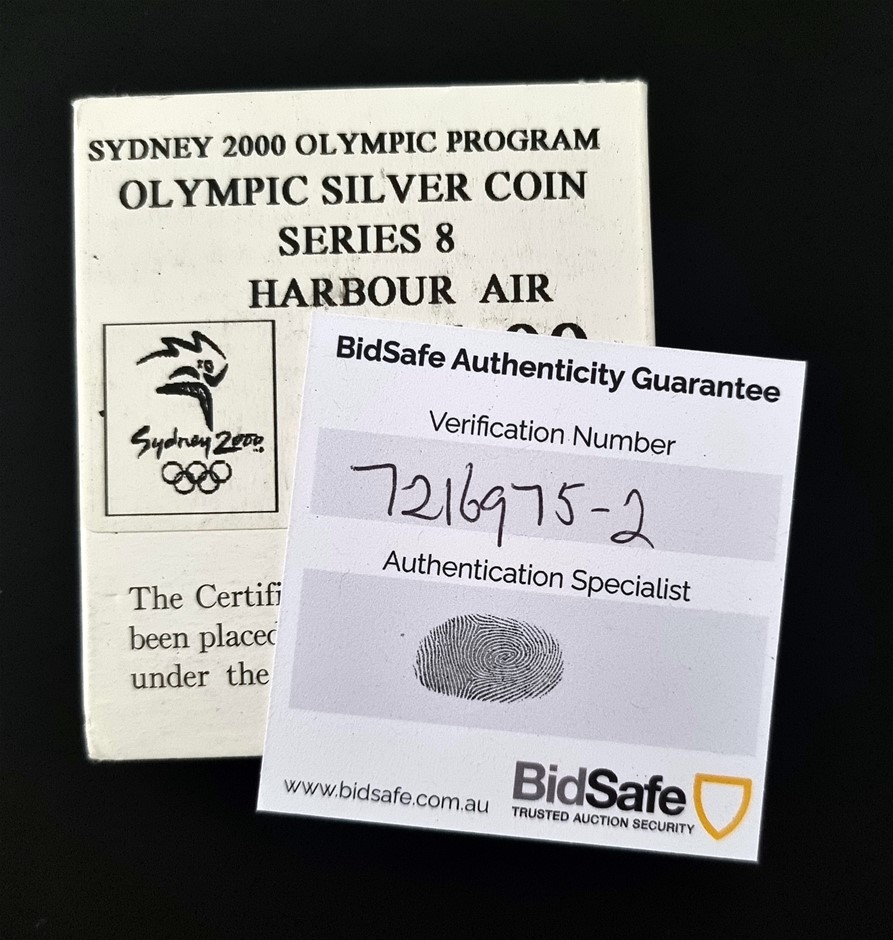 SYDNEY 2000 OLYMPIC PROGRAM
OLYMPIC SILVER COIN
SERIES 8
HARBOUR AIR
Sydney 2000
The Certifi
been placed
under the
BidSafe Authenticity Guarantee
Verification Number
7216975-2
Authentication Specialist
www.bidsafe.com.au
BidSafe
TRUSTED AUCTION SECURITY